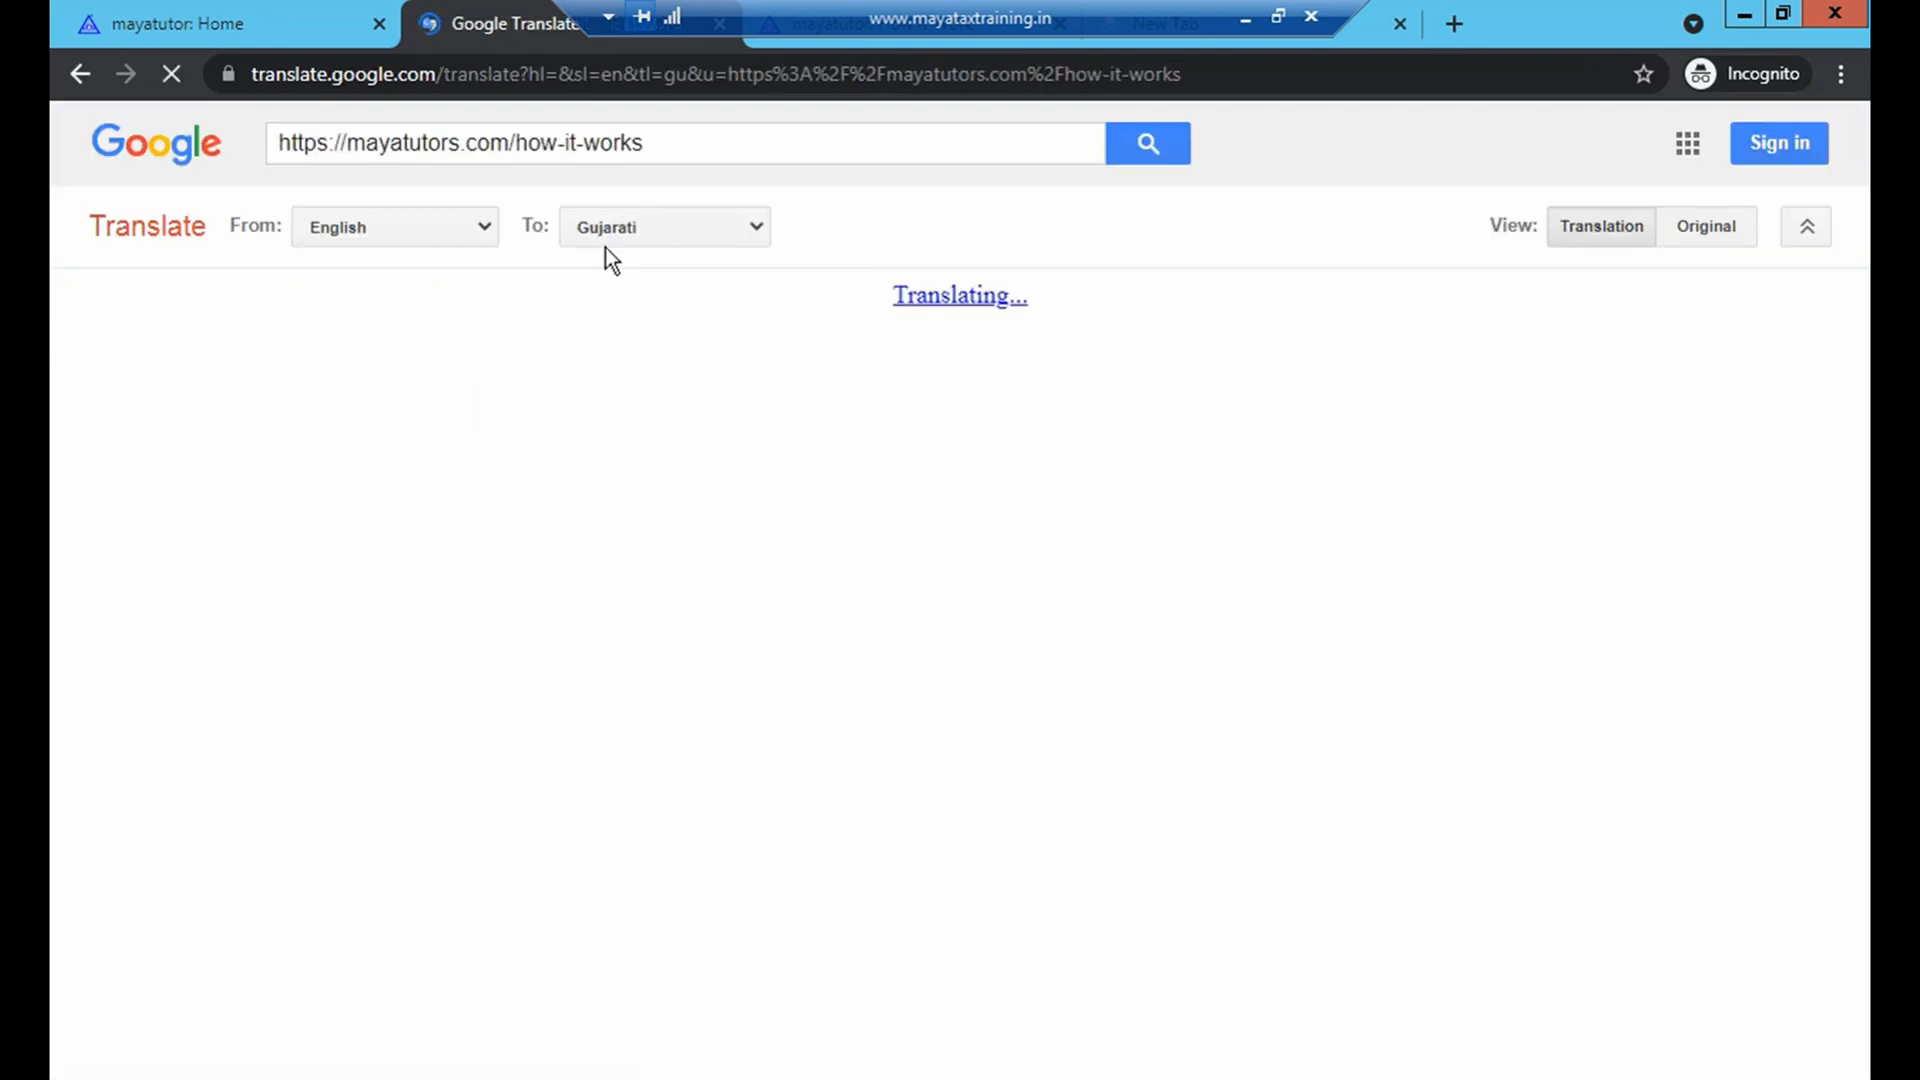 mayatutor: Home
Google Translate
www.mayataxtraining.in
New Tab
translate.google.com/translate?hl=&sl=en&tl=gu&u=https%3A%2F%2Fmayatutors.com%2Fhow-it-works
Incognito
Google
https://mayatutors.com/how-it-works
Sign in
Translate
From:
English
To:
Gujarati
View:
Translation
Original
Translating...